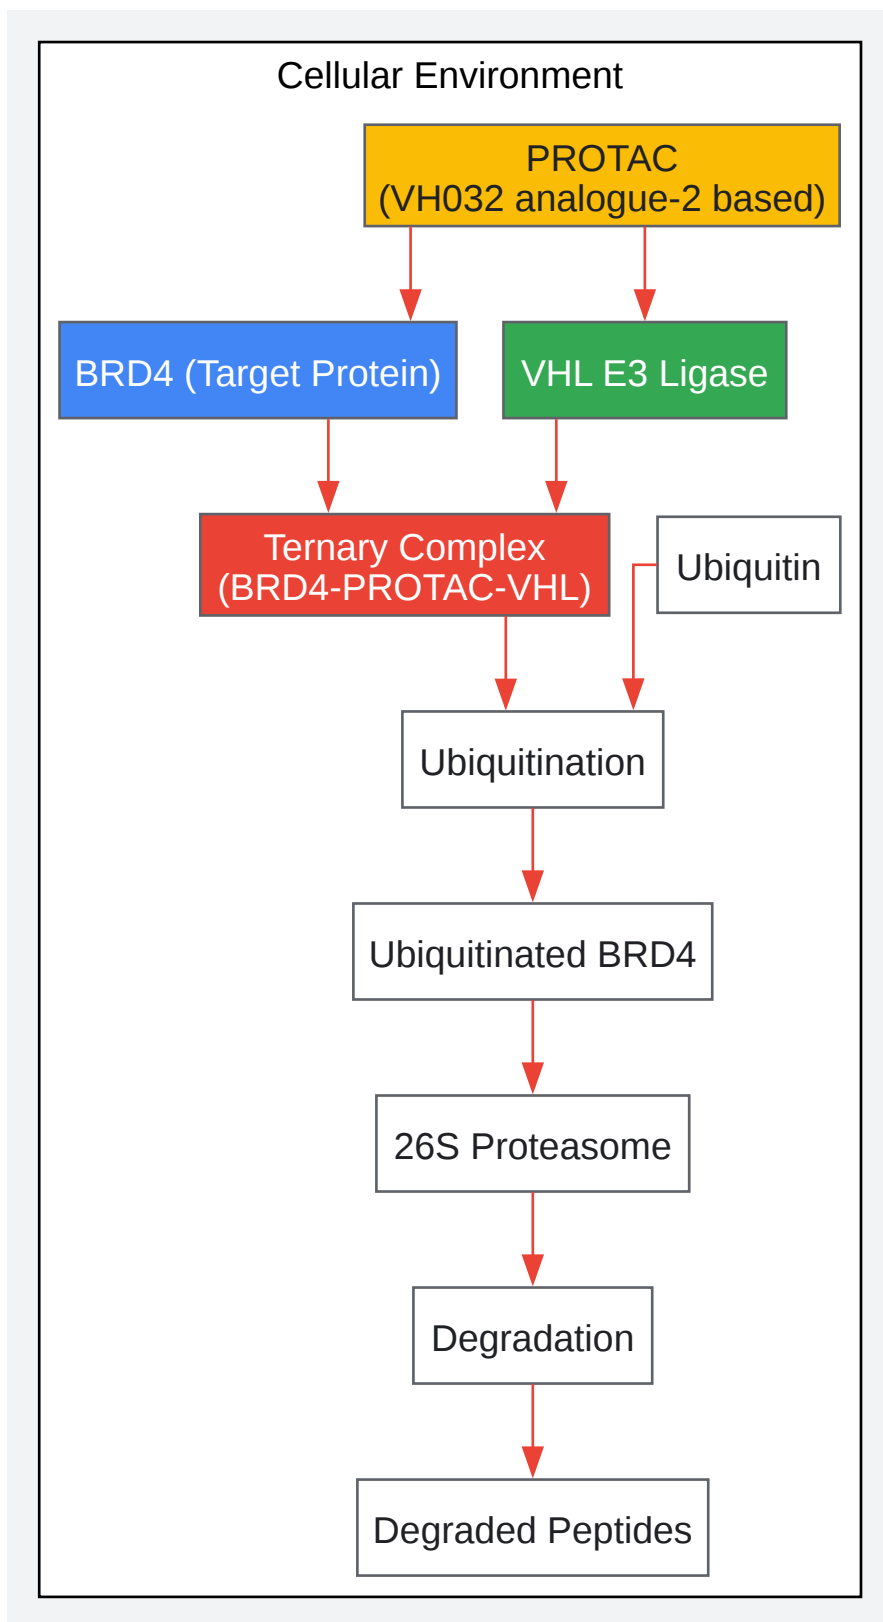 Cellular Environment
PROTAC
(VH032 analogue-2 based)
BRD4 (Target Protein)
VHL E3 Ligase
Ternary Complex
(BRD4-PROTAC-VHL)
Ubiquitin
Ubiquitination
Ubiquitinated BRD4
26S Proteasome
Degradation
Degraded Peptides